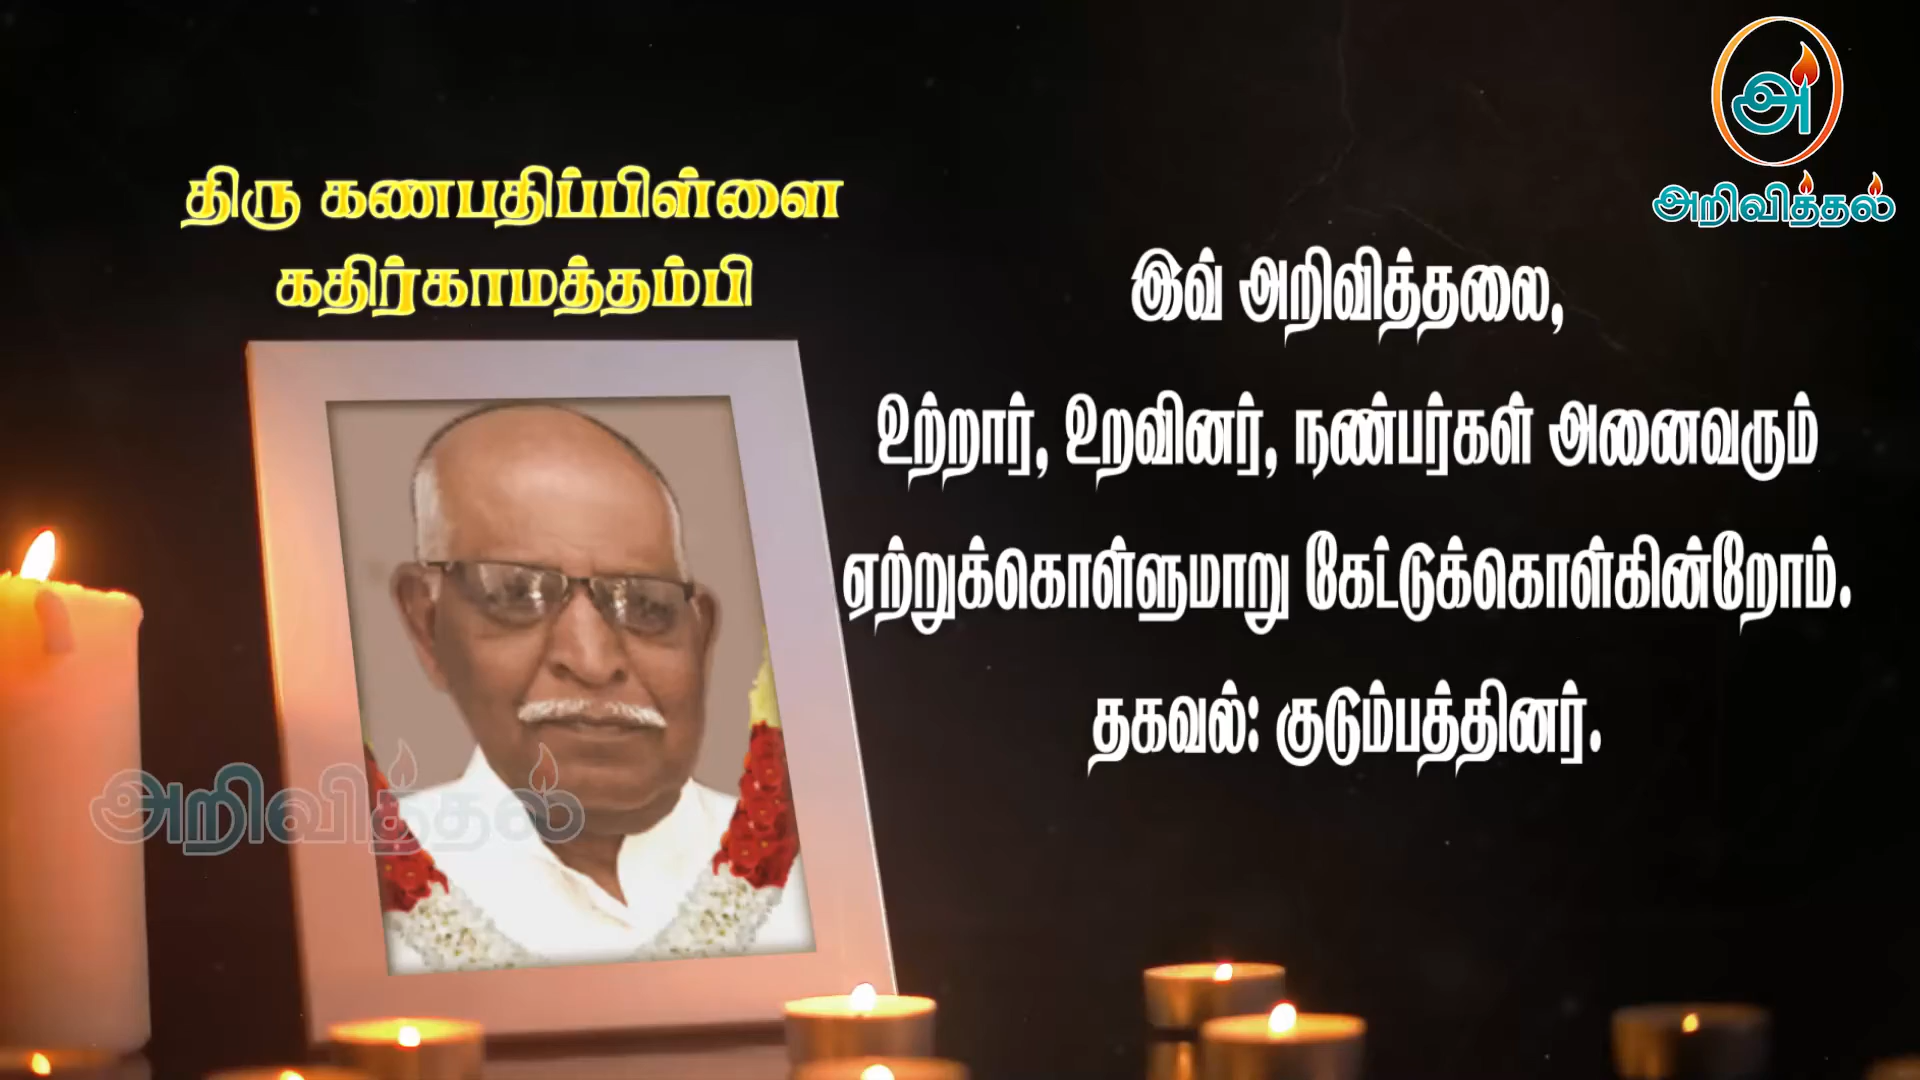 அ
அறிவித்தல்
திரு கணபதிப்பிள்ளை
கதிர்காமத்தம்பி
இவ் அறிவித்தலை,
உற்றார், உறவினர், நண்பர்கள் அனைவரும்
ஏற்றுக்கொள்ளுமாறு கேட்டுக்கொள்கின்றோம்.
தகவல்: குடும்பத்தினர்.
அறிவித்தல்